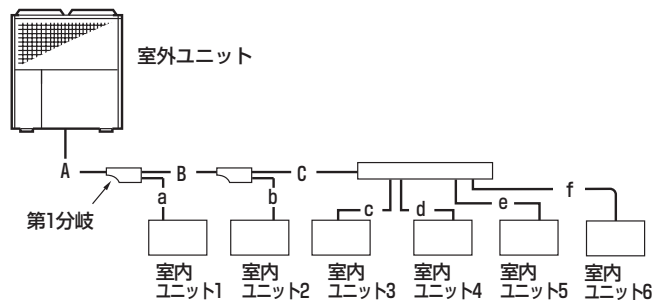 室外ユニット
A
B
C
f
a
b
c
d
e
第1分岐
室内
ユニット1
室内
ユニット2
室内
ユニット3
室内
ユニット4
室内
ユニット5
室内
ユニット6